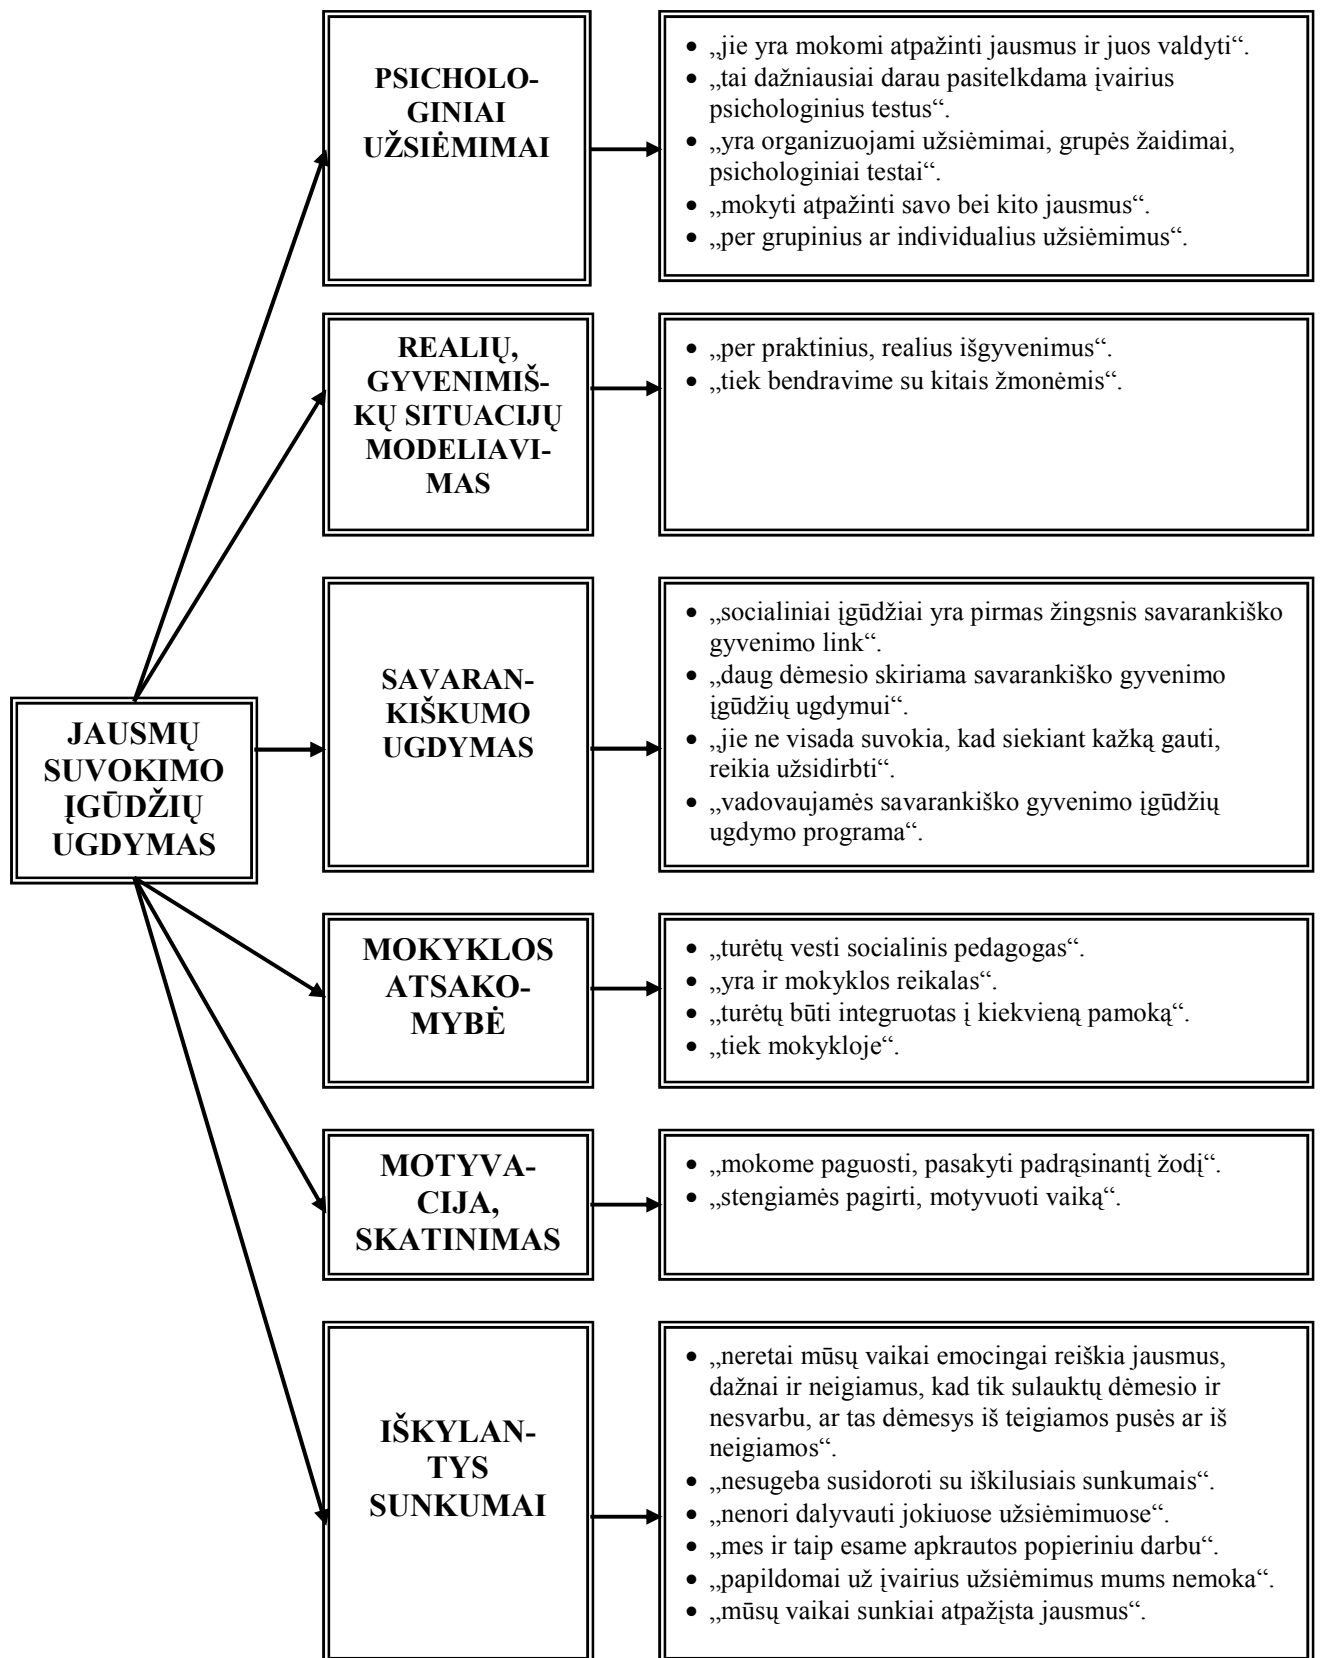 PSICHOLO-
GINIAI
UŽSIĖMIMAI
• „jie yra mokomi atpažinti jausmus ir juos valdyti“.
• „tai dažniausiai darau pasitelkdama įvairius
psichologinius testus“.
• „yra organizuojami užsiėmimai, grupės žaidimai,
psichologiniai testai“.
• „mokyti atpažinti savo bei kito jausmus“.
• „per grupinius ar individualius užsiėmimus“.
REALIŲ,
GYVENIMIŠ-
KŲ SITUACIJŲ
MODELIAVI-
MAS
• „per praktinius, realius išgyvenimus“.
• „tiek bendravime su kitais žmonėmis“.
JAUSMŲ
SUVOKIMO
ĮGŪDŽIŲ
UGDYMAS
SAVARAN-
KIŠKUMO
UGDYMAS
• „socialiniai įgūdžiai yra pirmas žingsnis savarankiško
gyvenimo link“.
• „daug dėmesio skiriama savarankiško gyvenimo
įgūdžių ugdymui“.
• „jie ne visada suvokia, kad siekiant kažką gauti,
reikia užsidirbti“.
• „vadovaujamės savarankiško gyvenimo įgūdžių
ugdymo programa“.
MOKYKLOS
ATSAKO-
MYBĖ
• „turėtų vesti socialinis pedagogas“.
• „yra ir mokyklos reikalas“.
• „turėtų būti integruotas į kiekvieną pamoką“.
• „tiek mokykloje“.
MOTYVA-
CIJA,
SKATINIMAS
• „mokome paguosti, pasakyti padrąsinantį žodį“.
• „stengiamės pagirti, motyvuoti vaiką“.
IŠKYLAN-
TYS
SUNKUMAI
• „neretai mūsų vaikai emocingai reiškia jausmus,
dažnai ir neigiamus, kad tik sulauktų dėmesio ir
nesvarbu, ar tas dėmesys iš teigiamos pusės ar iš
neigiamos“.
• „nesugeba susidoroti su iškilusiais sunkumais“.
• „nenori dalyvauti jokiuose užsiėmimuose“.
• „mes ir taip esame apkrautos popieriniu darbu“.
• „papildomai už įvairius užsiėmimus mums nemoka“.
• „mūsų vaikai sunkiai atpažįsta jausmus“.